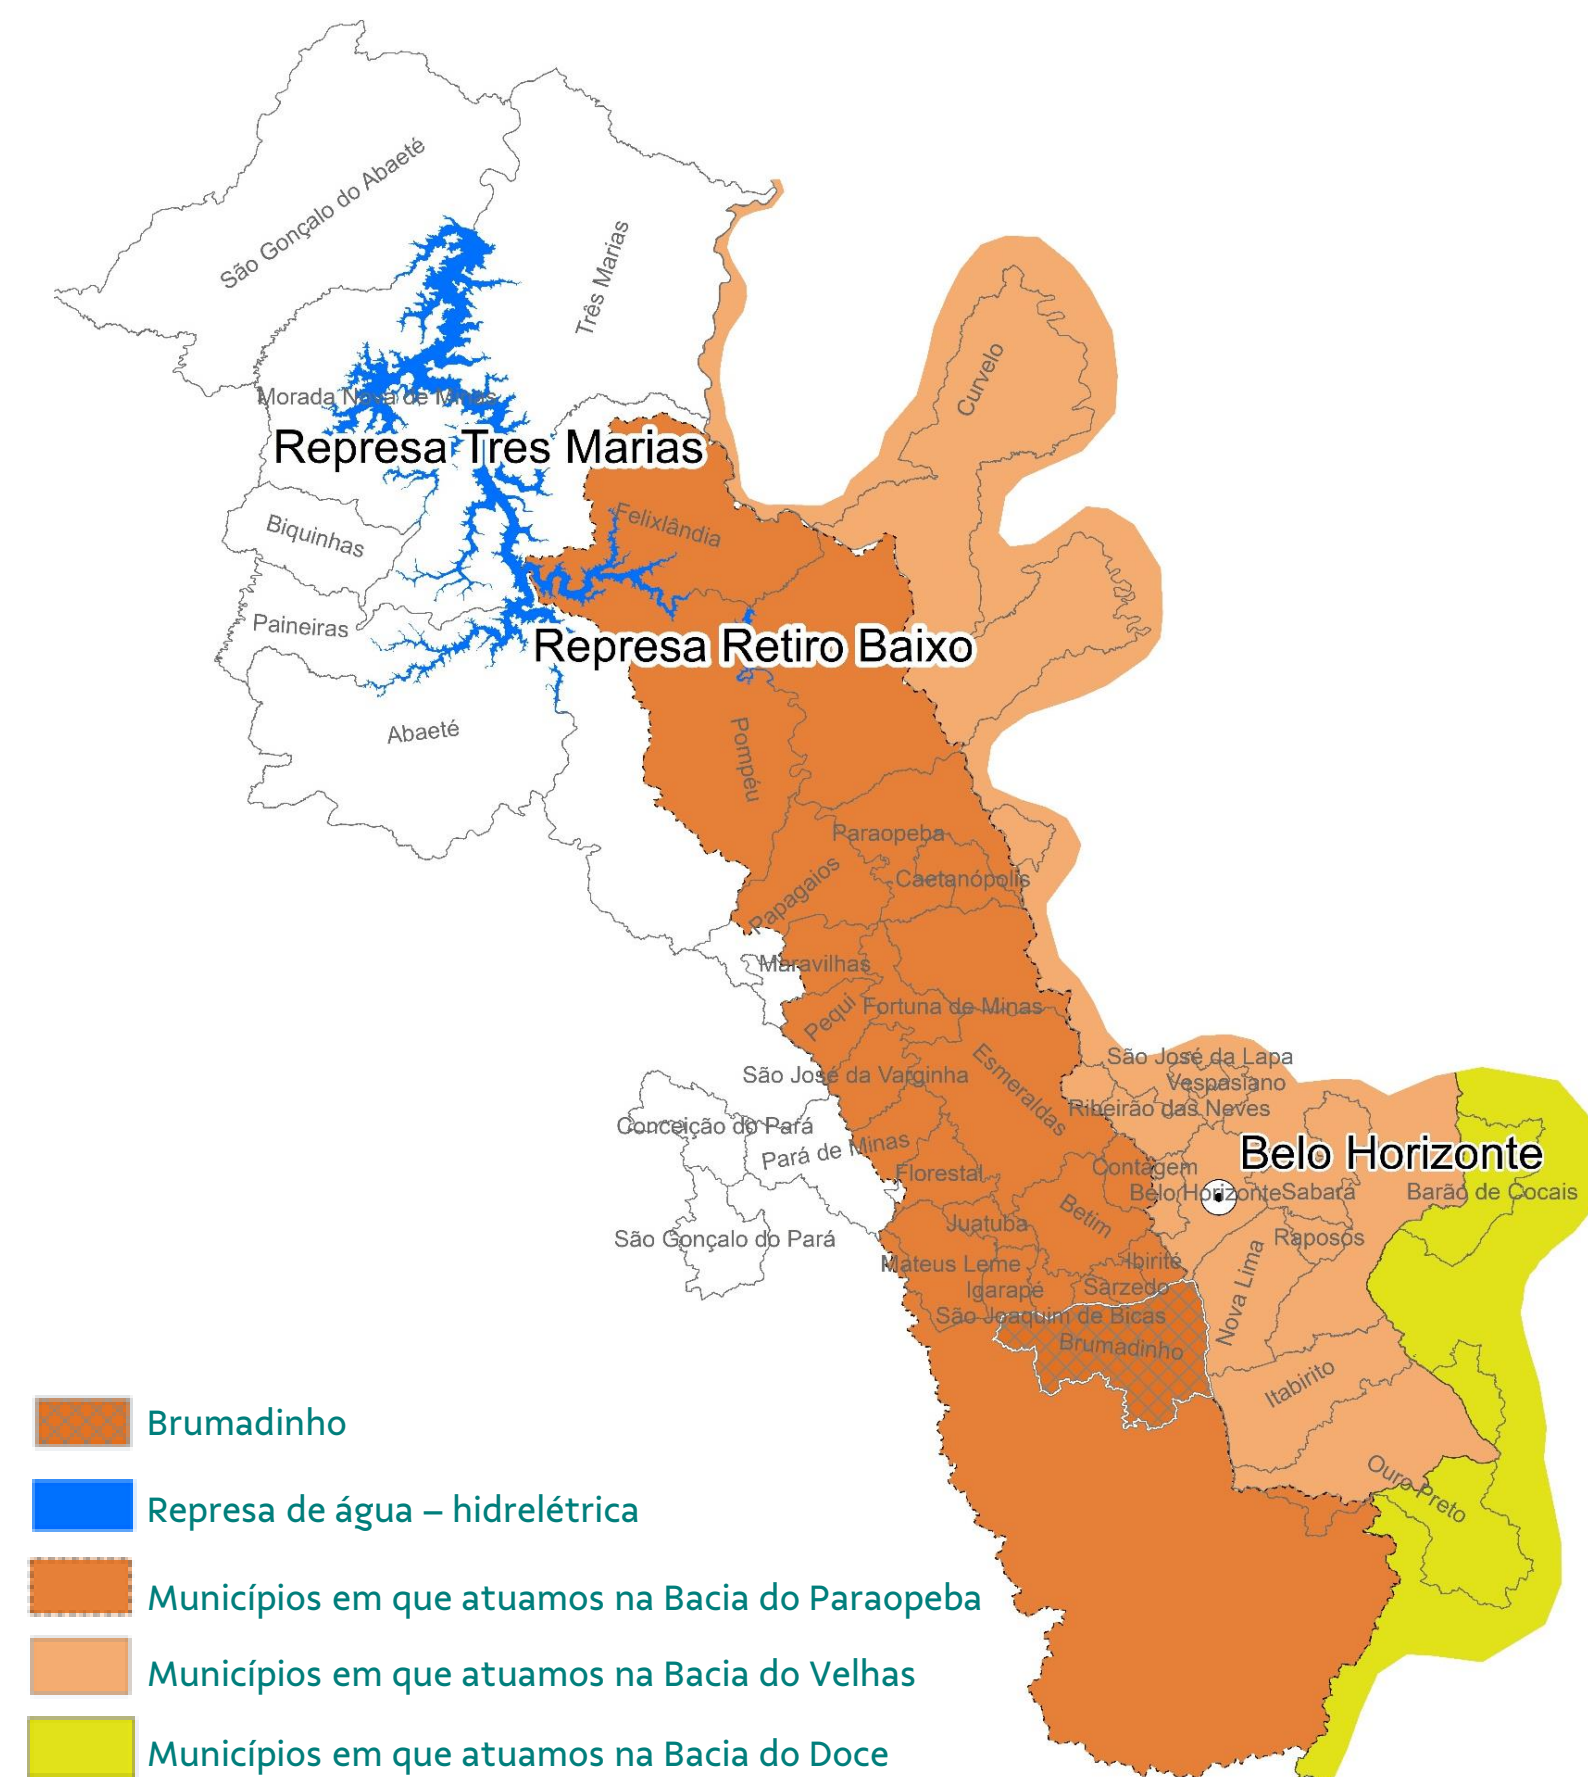 São Gonçalo do Abaeté
Três Marias
Curvelo
Morada Nova de Minas
Represa Tres Marias
Felixlândia
Biquinhas
Paineiras
Represa Retiro Baixo
Abaeté
Pompéu
Paraopeba
Papagaios
Caetanópolis
Maravilhas
Pequi
Fortuna de Minas
Esmeraldas
São José da Lapa
São José da Varginha
Vespasiano
Ribeirão das Neves
Conceição do Pará
Pará de Minas
Belo Horizonte
Florestal
Contagem
Belo Horizonte
Sabará
Barão de Cocais
Betim
Juatuba
São Gonçalo do Pará
Raposos
Mateus Leme
Ibirité
Igarapé
Sarzedo
Nova Lima
São Joaquim de Bicas
Brumadinho
Itabirito
Ouro Preto
Brumadinho
Represa de água – hidrelétrica
Municípios em que atuamos na Bacia do Paraopeba
Municípios em que atuamos na Bacia do Velhas
Municípios em que atuamos na Bacia do Doce